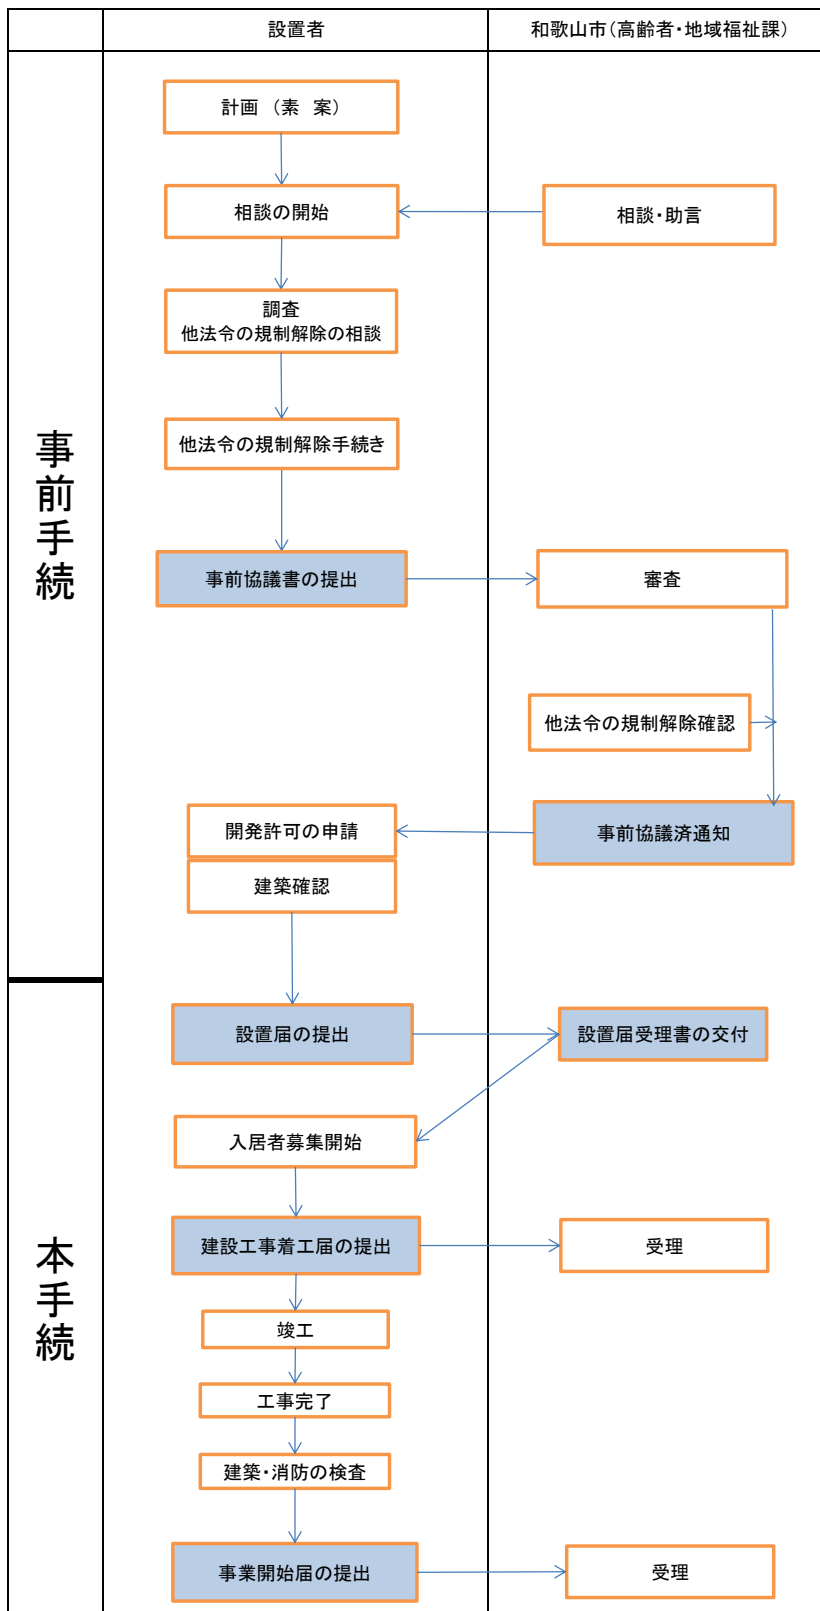 設置者
和歌山市（高齢者・地域福祉課）
事前手続
計画　（素　案）
相談の開始
相談・助言
調査
他法令の規制解除の相談
他法令の規制解除手続き
事前協議書の提出
審査
他法令の規制解除確認
開発許可の申請
事前協議済通知
建築確認
本手続
設置届の提出
設置届受理書の交付
入居者募集開始
建設工事着工届の提出
受理
竣工
工事完了
建築・消防の検査
事業開始届の提出
受理